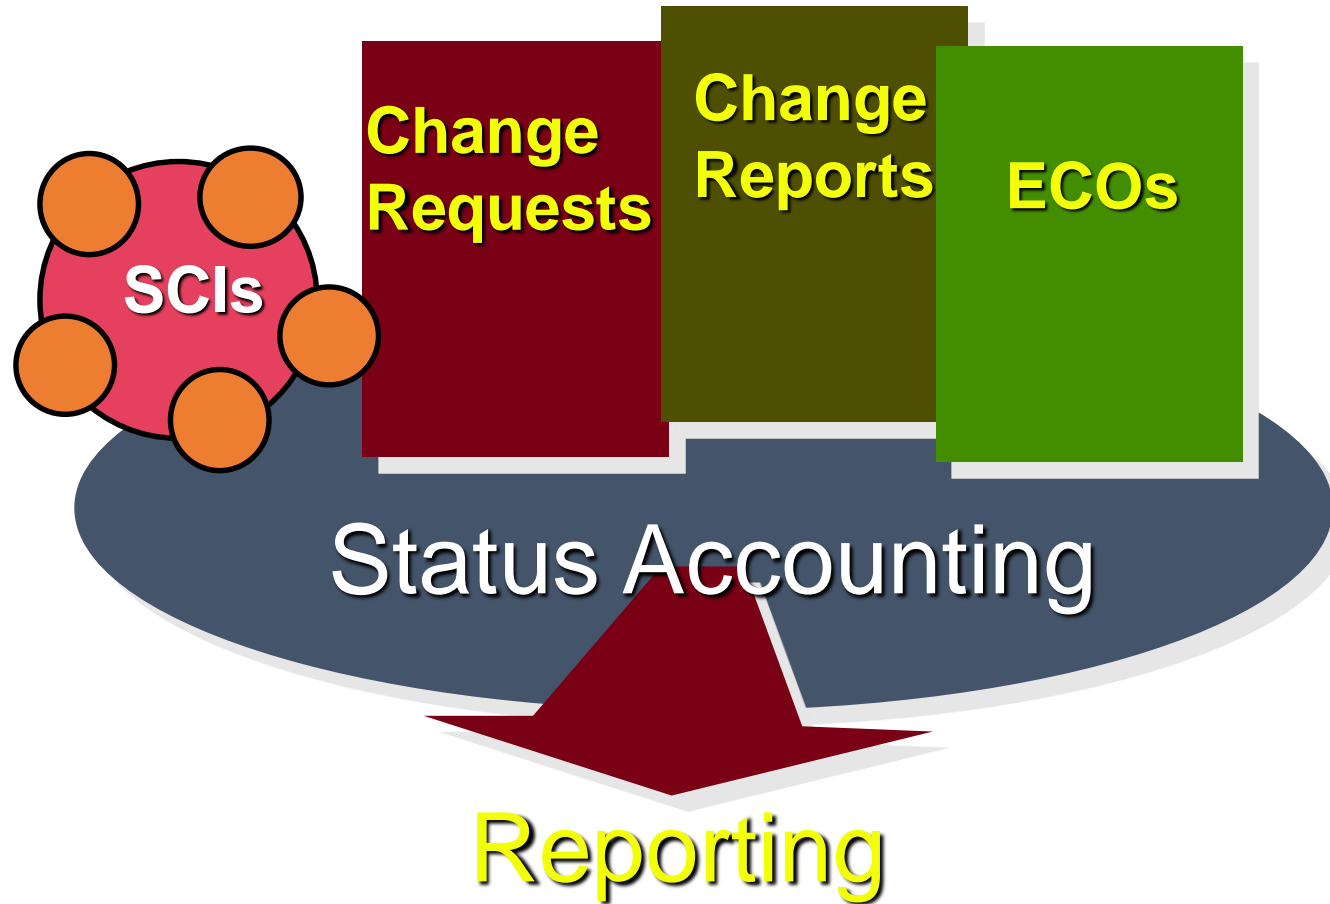 Change
Requests
Change
Reports
ECOs
SCIs
Status Accounting
Reporting